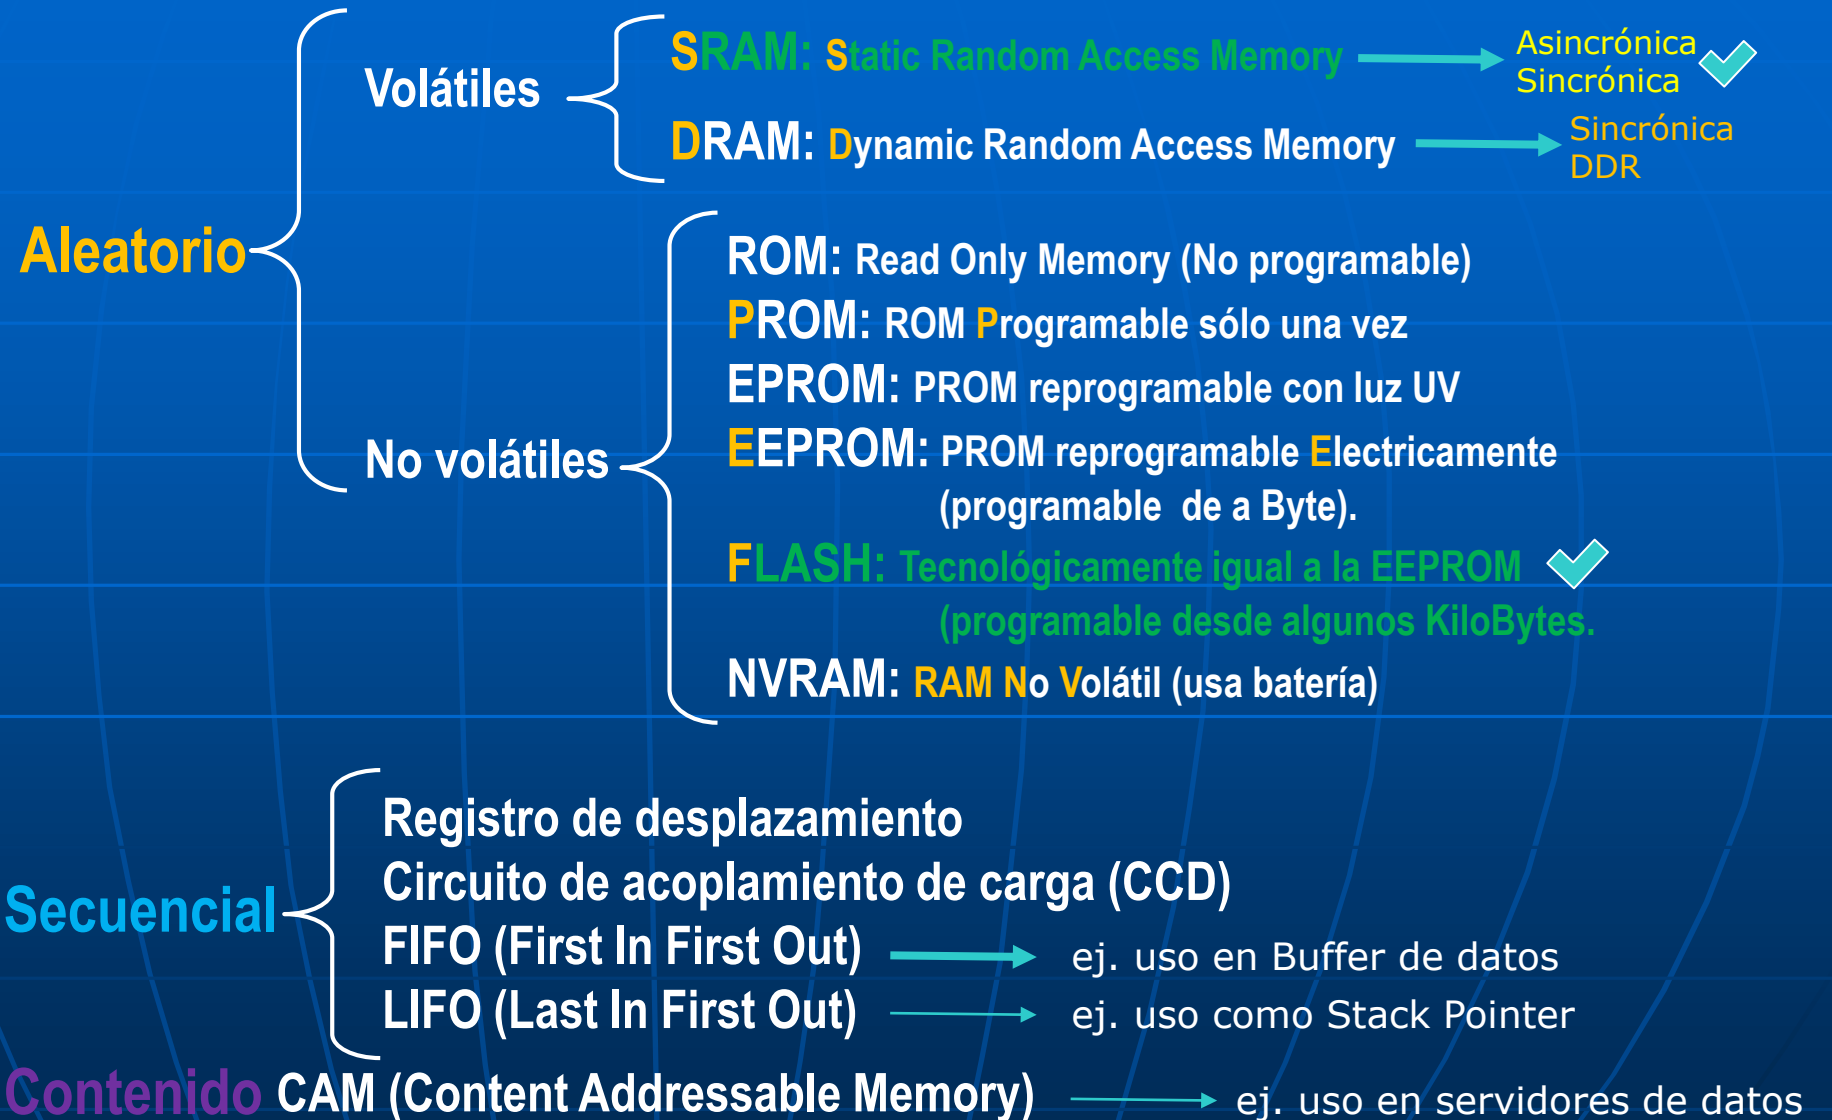 SRAM: Static Random Access Memory
Asincrónica
Sincrónica
Volátiles
DRAM: Dynamic Random Access Memory
Sincrónica
DDR
Aleatorio
ROM: Read Only Memory (No programable)
PROM: ROM Programable sólo una vez
EPROM: PROM reprogramable con luz UV
No volátiles
EEPROM: PROM reprogramable Electricamente
(programable de a Byte).
FLASH: Tecnológicamente igual a la EEPROM
(programable desde algunos KiloBytes.
NVRAM: RAM No Volátil (usa batería)
Registro de desplazamiento
Circuito de acoplamiento de carga (CCD)
Secuencial
FIFO (First In First Out)
ej. uso en Buffer de datos
LIFO (Last In First Out)
ej. uso como Stack Pointer
Contenido CAM (Content Addressable Memory)
ej. uso en servidores de datos